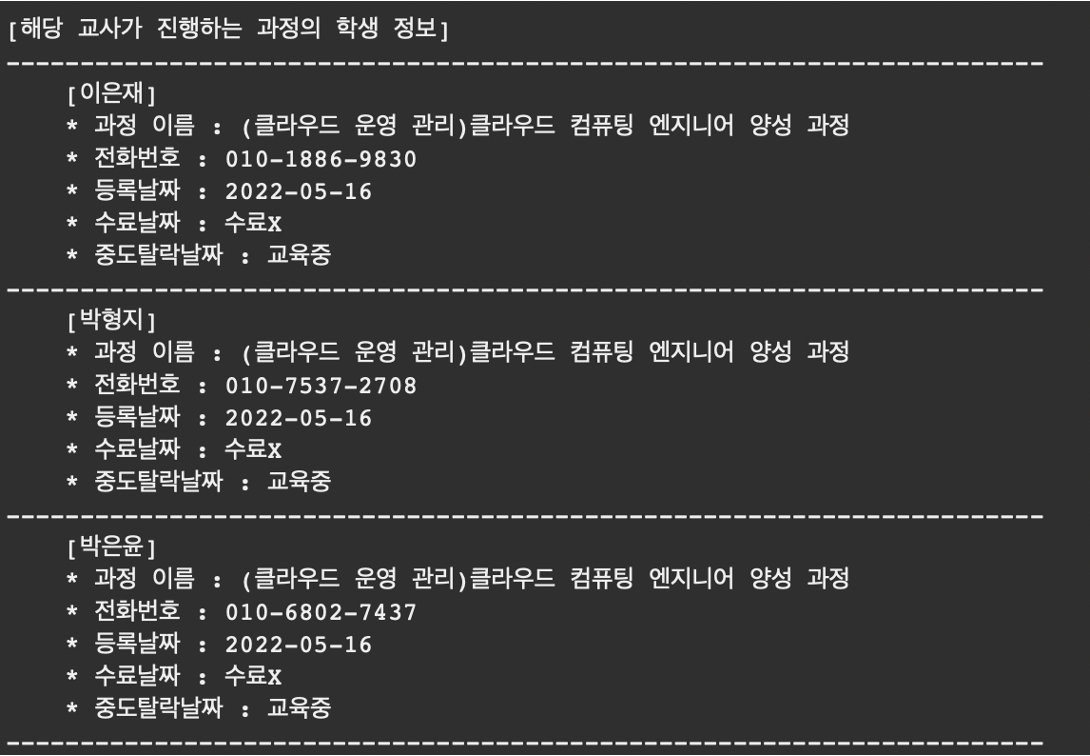 [해당 교사가 진행하는 과정의 학생 정보]
-----------------------------------------------------------------------
[이은재]
* 과정 이름 : (클라우드 운영 관리)클라우드 컴퓨팅 엔지니어 양성 과정
* 전화번호 : 010-1886-9830
* 등록날짜 : 2022-05-16
* 수료날짜 : 수료X
* 중도탈락날짜 : 교육중
-----------------------------------------------------------------------
[박형지]
* 과정 이름 : (클라우드 운영 관리)클라우드 컴퓨팅 엔지니어 양성 과정
* 전화번호 : 010-7537-2708
* 등록날짜 : 2022-05-16
* 수료날짜 : 수료X
* 중도탈락날짜 : 교육중
-----------------------------------------------------------------------
[박은윤]
* 과정 이름 : (클라우드 운영 관리)클라우드 컴퓨팅 엔지니어 양성 과정
* 전화번호 : 010-6802-7437
* 등록날짜 : 2022-05-16
* 수료날짜 : 수료X
* 중도탈락날짜 : 교육중
-----------------------------------------------------------------------